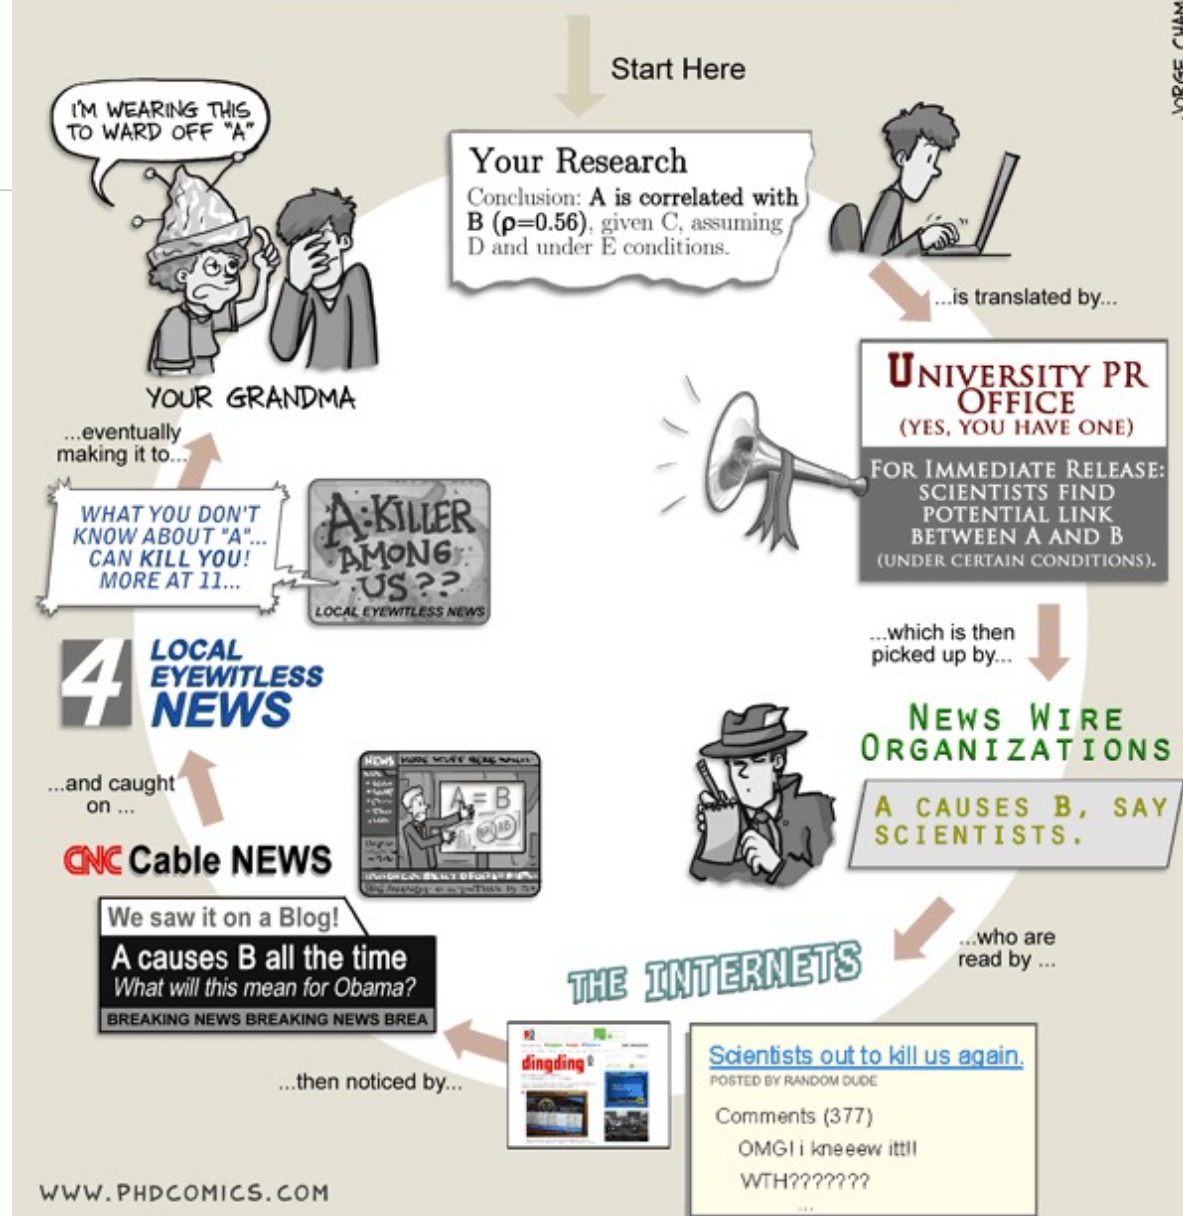 JORGE CHAM
Start Here
I'M WEARING THIS
TO WARD OFF "A"
Your Research
Conclusion: A is correlated with
B (ρ=0.56), given C, assuming
D and under E conditions.
...is translated by...
UNIVERSITY PR
OFFICE
(YES, YOU HAVE ONE)
FOR IMMEDIATE RELEASE:
SCIENTISTS FIND
POTENTIAL LINK
BETWEEN A AND B
(UNDER CERTAIN CONDITIONS).
...which is then
picked up by...
NEWS WIRE
ORGANIZATIONS
A CAUSES B, SAY
SCIENTISTS.
...who are
read by ...
THE INTERNETS
Scientists out to kill us again.
POSTED BY RANDOM DUDE
Comments (377)
OMG! i kneeew itt!!
WTH???????
...
dingding
...then noticed by...
CNC Cable NEWS
We saw it on a Blog!
A causes B all the time
What will this mean for Obama?
BREAKING NEWS BREAKING NEWS BREA
NEWS
A = B
...and caught
on ...
4 LOCAL
EYEWITLESS
NEWS
WHAT YOU DON'T
KNOW ABOUT "A"...
CAN KILL YOU!
MORE AT 11...
A:KILLER
AMONG
US??
LOCAL EYEWITLESS NEWS
...eventually
making it to...
YOUR GRANDMA
WWW.PHDCOMICS.COM